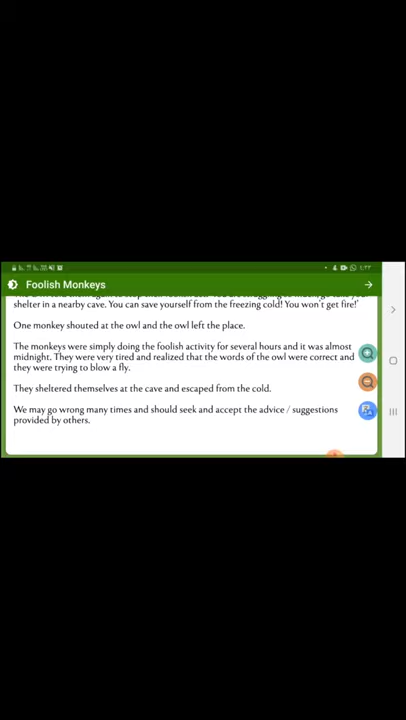 ١:٢٣
Foolish Monkeys
shelter in a nearby cave. You can save yourself from the freezing cold! You won't get fire!'
One monkey shouted at the owl and the owl left the place.
The monkeys were simply doing the foolish activity for several hours and it was almost
midnight. They were very tired and realized that the words of the owl were correct and
they were trying to blow a fly.
They sheltered themselves at the cave and escaped from the cold.
We may go wrong many times and should seek and accept the advice / suggestions
provided by others.